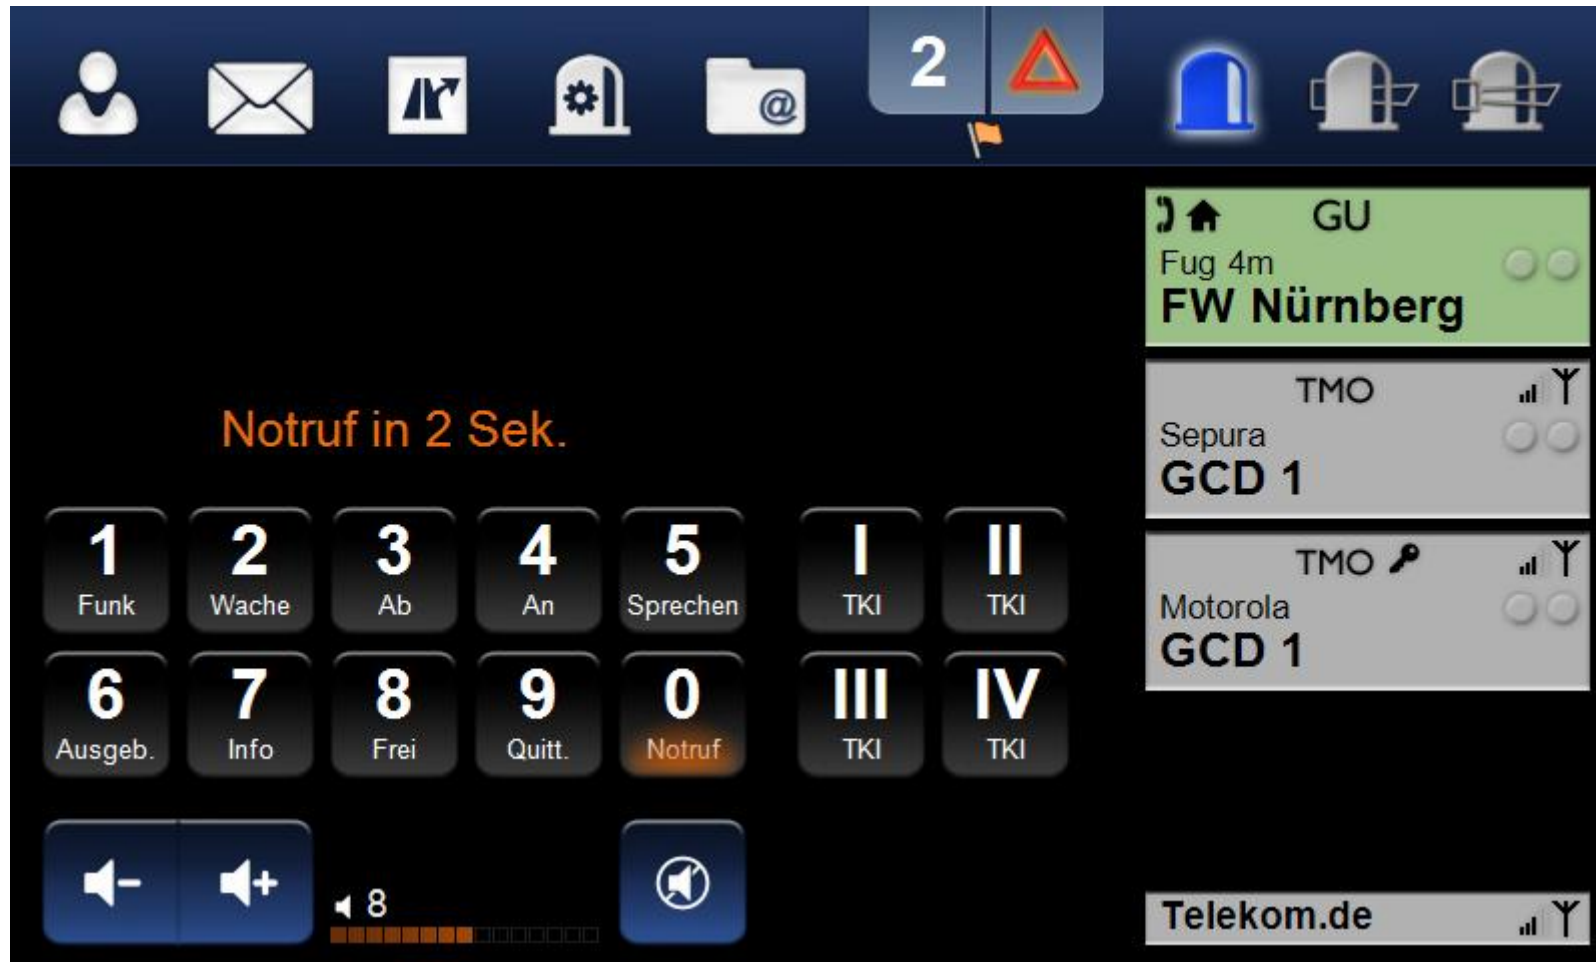 @
2
GU
Fug 4m
FW Nürnberg
TMO
Sepura
GCD 1
TMO
Motorola
GCD 1
Notruf in 2 Sek.
1 2 3 4 5 I II
Funk Wache Ab An Sprechen TKI TKI
6 7 8 9 0 III IV
Ausgeb. Info Frei Quitt. Notruf TKI TKI
8
Telekom.de